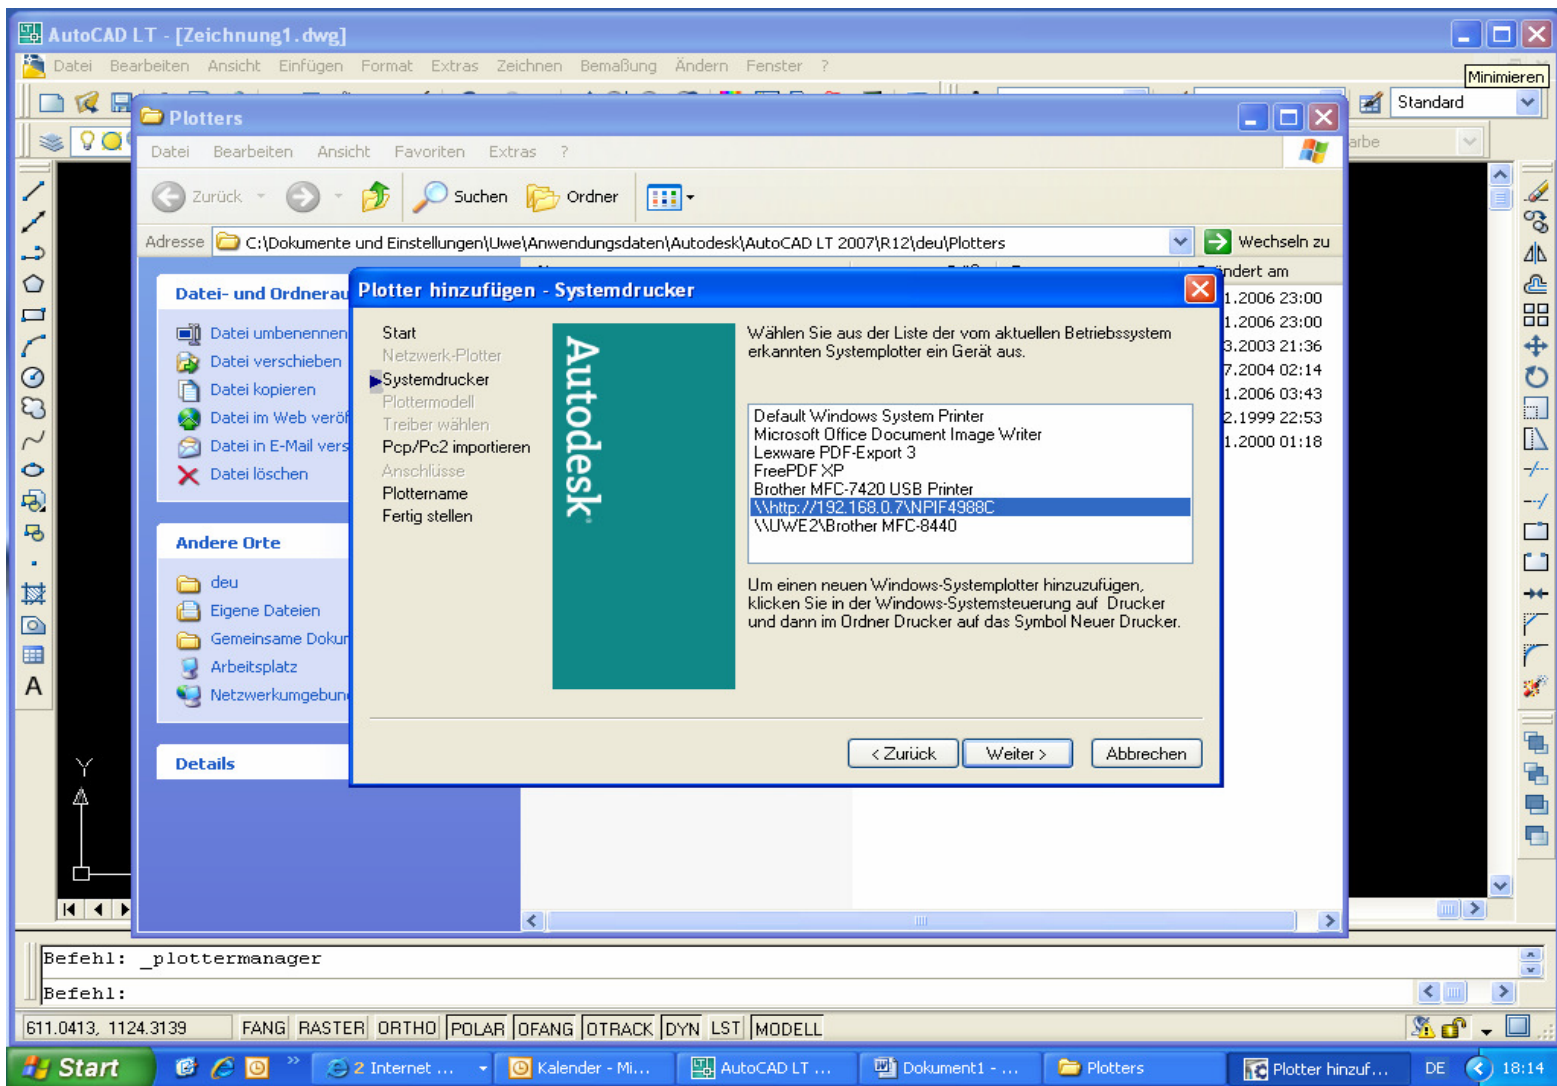 AutoCAD LT - [Zeichnung1.dwg]
Datei Bearbeiten Ansicht Einfügen Format Extras Zeichnen Bemaßung Ändern Fenster ?
Minimieren
Standard
Plotters
Datei Bearbeiten Ansicht Favoriten Extras ?
arbe
Zurück Suchen Ordner
Adresse C:\Dokumente und Einstellungen\Uwe\Anwendungsdaten\Autodesk\AutoCAD LT 2007\R12\deu\Plotters Wechseln zu
ndert am
Datei- und Ordnerau
Datei umbenennen
Datei verschieben
Datei kopieren
Datei im Web veröf
Datei in E-Mail vers
Datei löschen
Andere Orte
deu
Eigene Dateien
Gemeinsame Dokur
Arbeitsplatz
Netzwerkumgebun
Details
1.2006 23:00
1.2006 23:00
3.2003 21:36
7.2004 02:14
1.2006 03:43
2.1999 22:53
1.2000 01:18
Plotter hinzufügen - Systemdrucker
Start
Netzwerk-Plotter
Systemdrucker
Plottermodell
Treiber wählen
Pcp/Pc2 importieren
Anschlüsse
Plottername
Fertig stellen
Autodesk
Wählen Sie aus der Liste der vom aktuellen Betriebssystem
erkannten Systemplotter ein Gerät aus.
Default Windows System Printer
Microsoft Office Document Image Writer
Lexware PDF-Export 3
FreePDF XP
Brother MFC-7420 USB Printer
\\http://192.168.0.7\NPIF4988C
\\UWE2\Brother MFC-8440
Um einen neuen Windows-Systemplotter hinzuzufügen,
klicken Sie in der Windows-Systemsteuerung auf Drucker
und dann im Ordner Drucker auf das Symbol Neuer Drucker.
< Zurück Weiter > Abbrechen
Y
A
Befehl: _plottermanager
Befehl:
611.0413, 1124.3139 FANG RASTER ORTHO POLAR OFANG OTRACK DYN LST MODELL
Start » 2 Internet ... Kalender - Mi... AutoCAD LT ... Dokument1 - ... Plotters Plotter hinzuf... DE 18:14